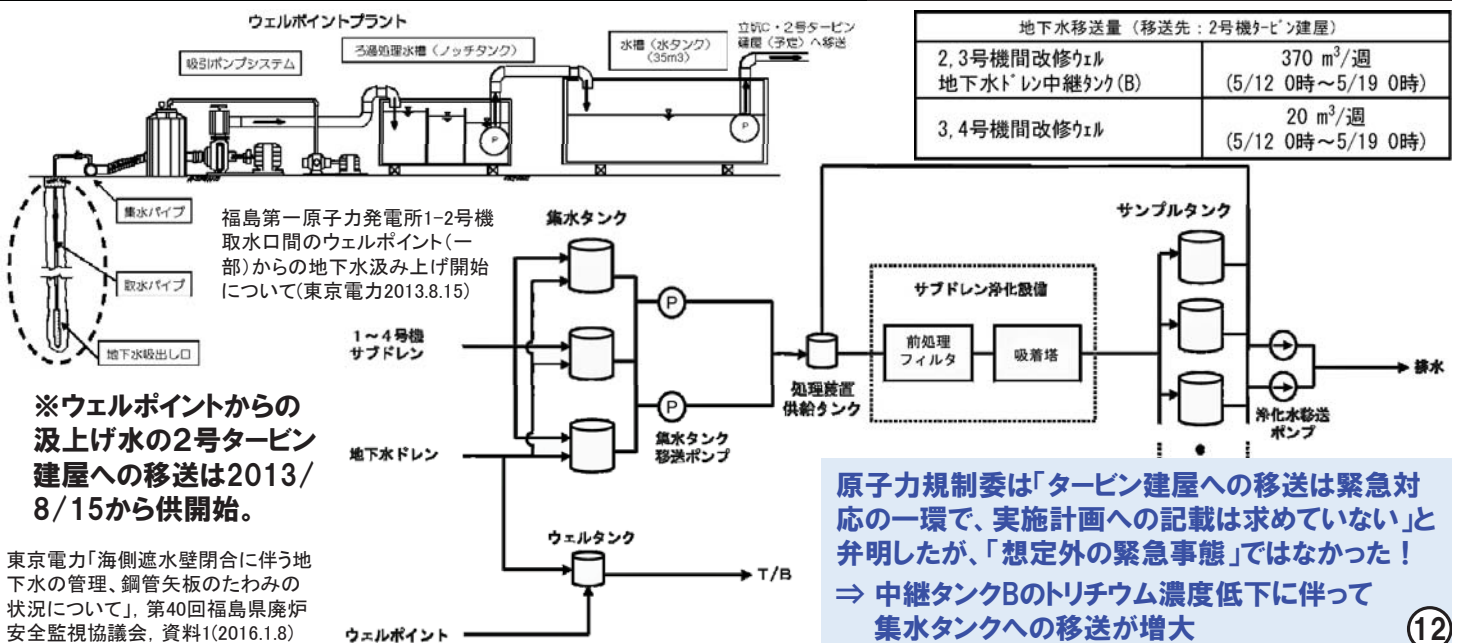 ウェルポイントプラント
吸引ポンプシステム
ろ過処理水槽（ノッチタンク）
水槽（水タンク）
(35m3)
立坑C・2号タービン
建屋（予定）へ移送
P
P
集水パイプ
取水パイプ
地下水吸出し口
福島第一原子力発電所1-2号機
取水口間のウェルポイント（一
部）からの地下水汲み上げ開始
について(東京電力2013.8.15)
地下水移送量（移送先：2号機ﾀｰﾋﾞﾝ建屋）
2,3号機間改修ｳｪﾙ
地下水ﾄﾞﾚﾝ中継ﾀﾝｸ(B)
370 m³/週
(5/12 0時～5/19 0時)
3,4号機間改修ｳｪﾙ
20 m³/週
(5/12 0時～5/19 0時)
集水タンク
1～4号機
サブドレン
地下水ドレン
P
P
集水タンク
移送ポンプ
処理装置
供給タンク
サブドレン浄化設備
前処理
フィルタ
吸着塔
サンプルタンク
排水
浄化水移送
ポンプ
ウェルタンク
T/B
ウェルポイント
※ウェルポイントからの
汲上げ水の２号タービン
建屋への移送は2013/
8/15から供開始。
東京電力「海側遮水壁閉合に伴う地
下水の管理、鋼管矢板のたわみの
状況について」, 第40回福島県廃炉
安全監視協議会, 資料1(2016.1.8)
原子力規制委は「タービン建屋への移送は緊急対
応の一環で、実施計画への記載は求めていない」と
弁明したが、「想定外の緊急事態」ではなかった！
⇒ 中継タンクBのトリチウム濃度低下に伴って
集水タンクへの移送が増大
12